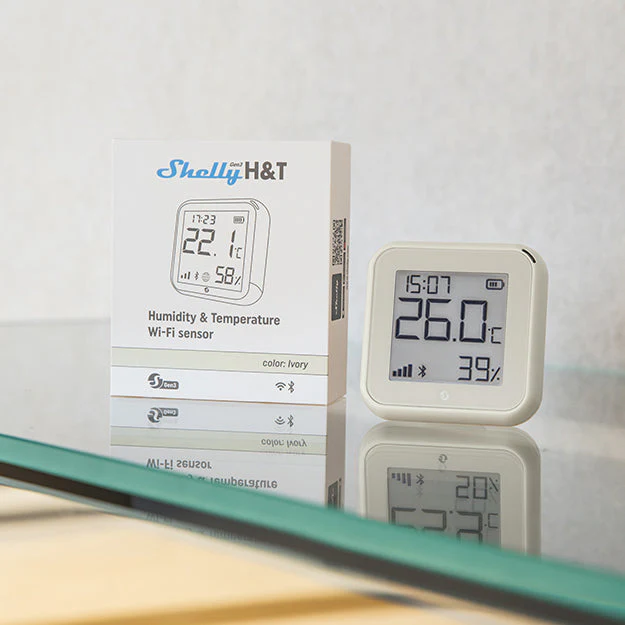 Shelly Gen3 H&T
17:23
22.1°C
58%
Humidity & Temperature
Wi-Fi sensor
color: Ivory
Gen3
15:07
26.0°C
39%